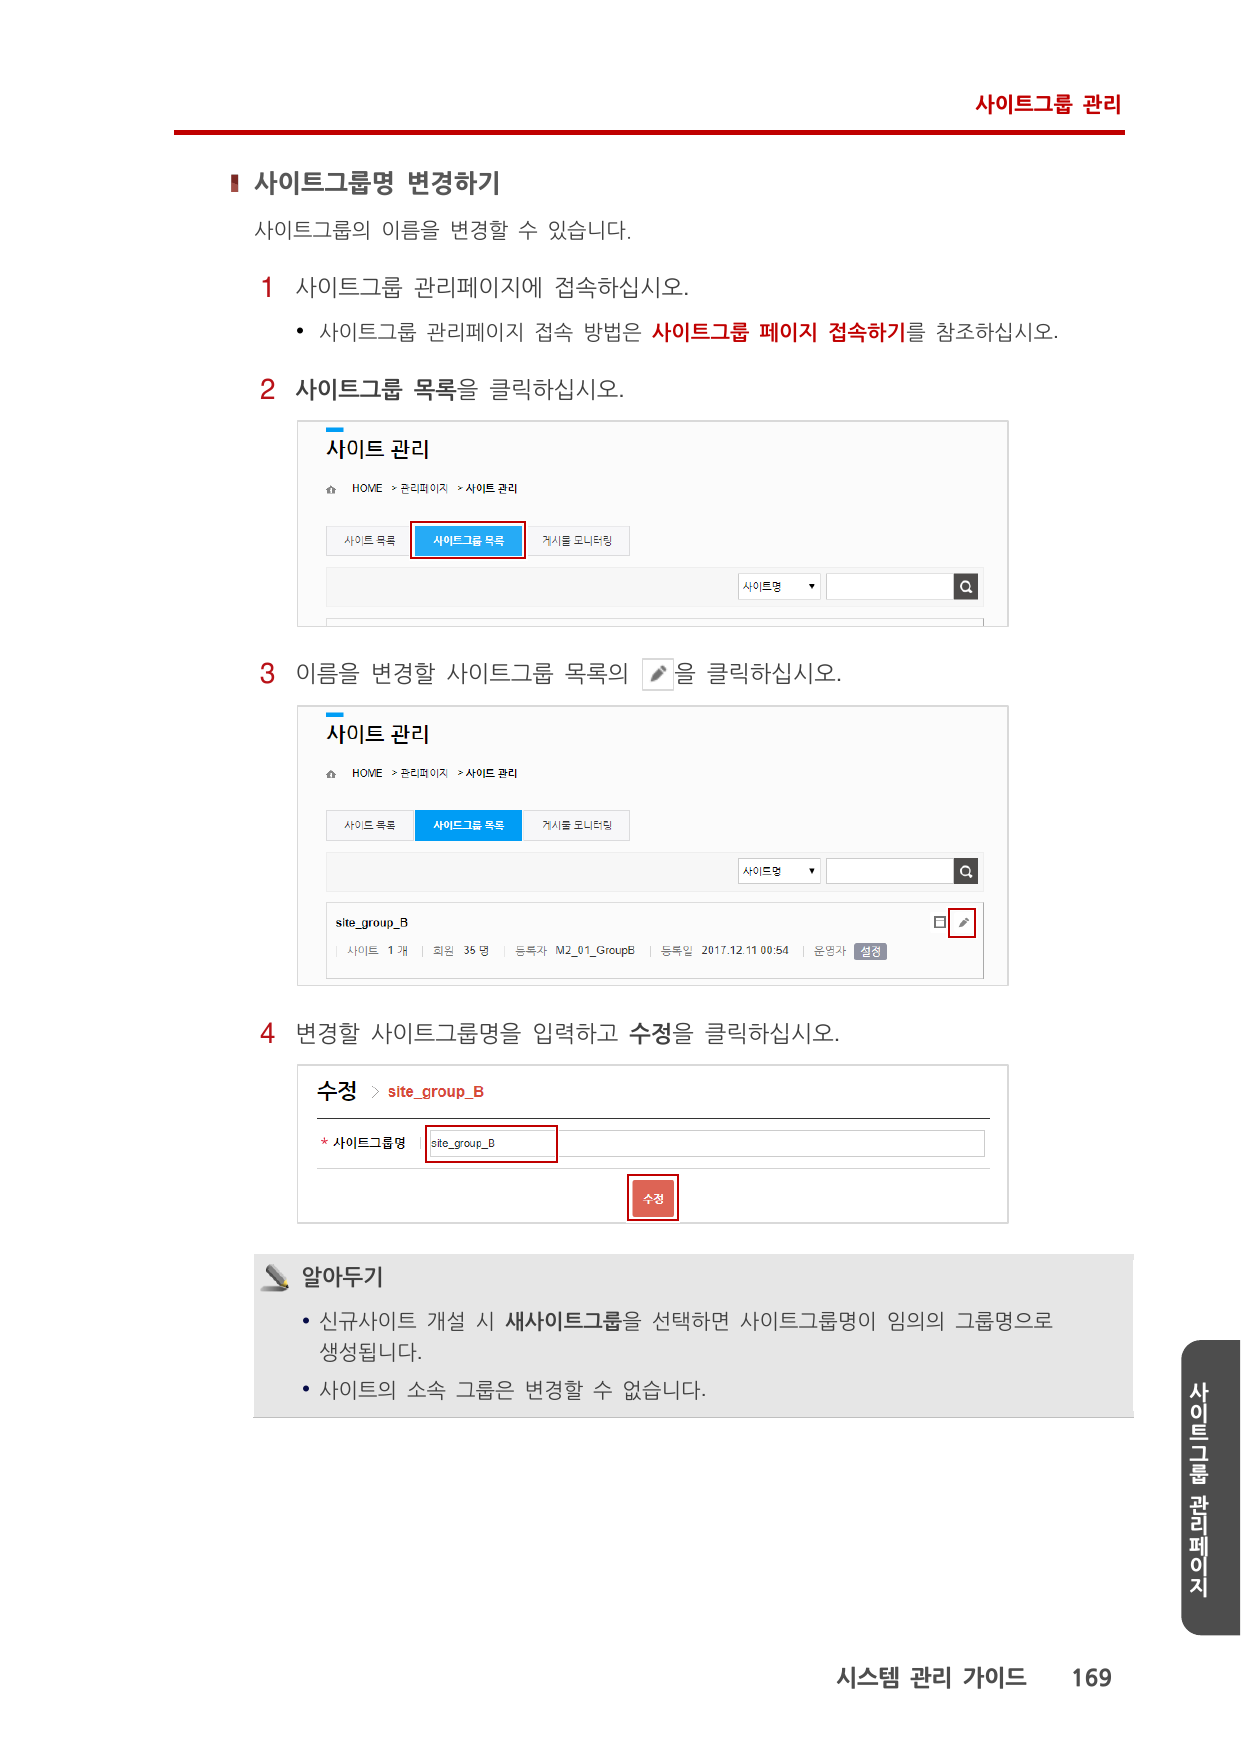 사이트그룹 관리
사이트그룹명 변경하기
사이트그룹의 이름을 변경할 수 있습니다.
1 사이트그룹 관리페이지에 접속하십시오.
• 사이트그룹 관리페이지 접속 방법은 사이트그룹 페이지 접속하기를 참조하십시오.
2 사이트그룹 목록을 클릭하십시오.
사이트 관리
HOME > 관리페이지 > 사이트 관리
사이트 목록 사이트그룹 목록 게시물 모니터링
사이트명 ▼
3 이름을 변경할 사이트그룹 목록의 을 클릭하십시오.
사이트 관리
HOME > 관리페이지 > 사이트 관리
사이트 목록 사이트그룹 목록 게시물 모니터링
사이트명 ▼
site_group_B
사이트 1 개 | 회원 35 명 | 등록자 M2_01_GroupB | 등록일 2017.12.11 00:54 | 운영자 설정
4 변경할 사이트그룹명을 입력하고 수정을 클릭하십시오.
수정 > site_group_B
* 사이트그룹명 site_group_B
수정
알아두기
• 신규사이트 개설 시 새사이트그룹을 선택하면 사이트그룹명이 임의의 그룹명으로
생성됩니다.
• 사이트의 소속 그룹은 변경할 수 없습니다.
사이트그룹 관리페이지
시스템 관리 가이드 169